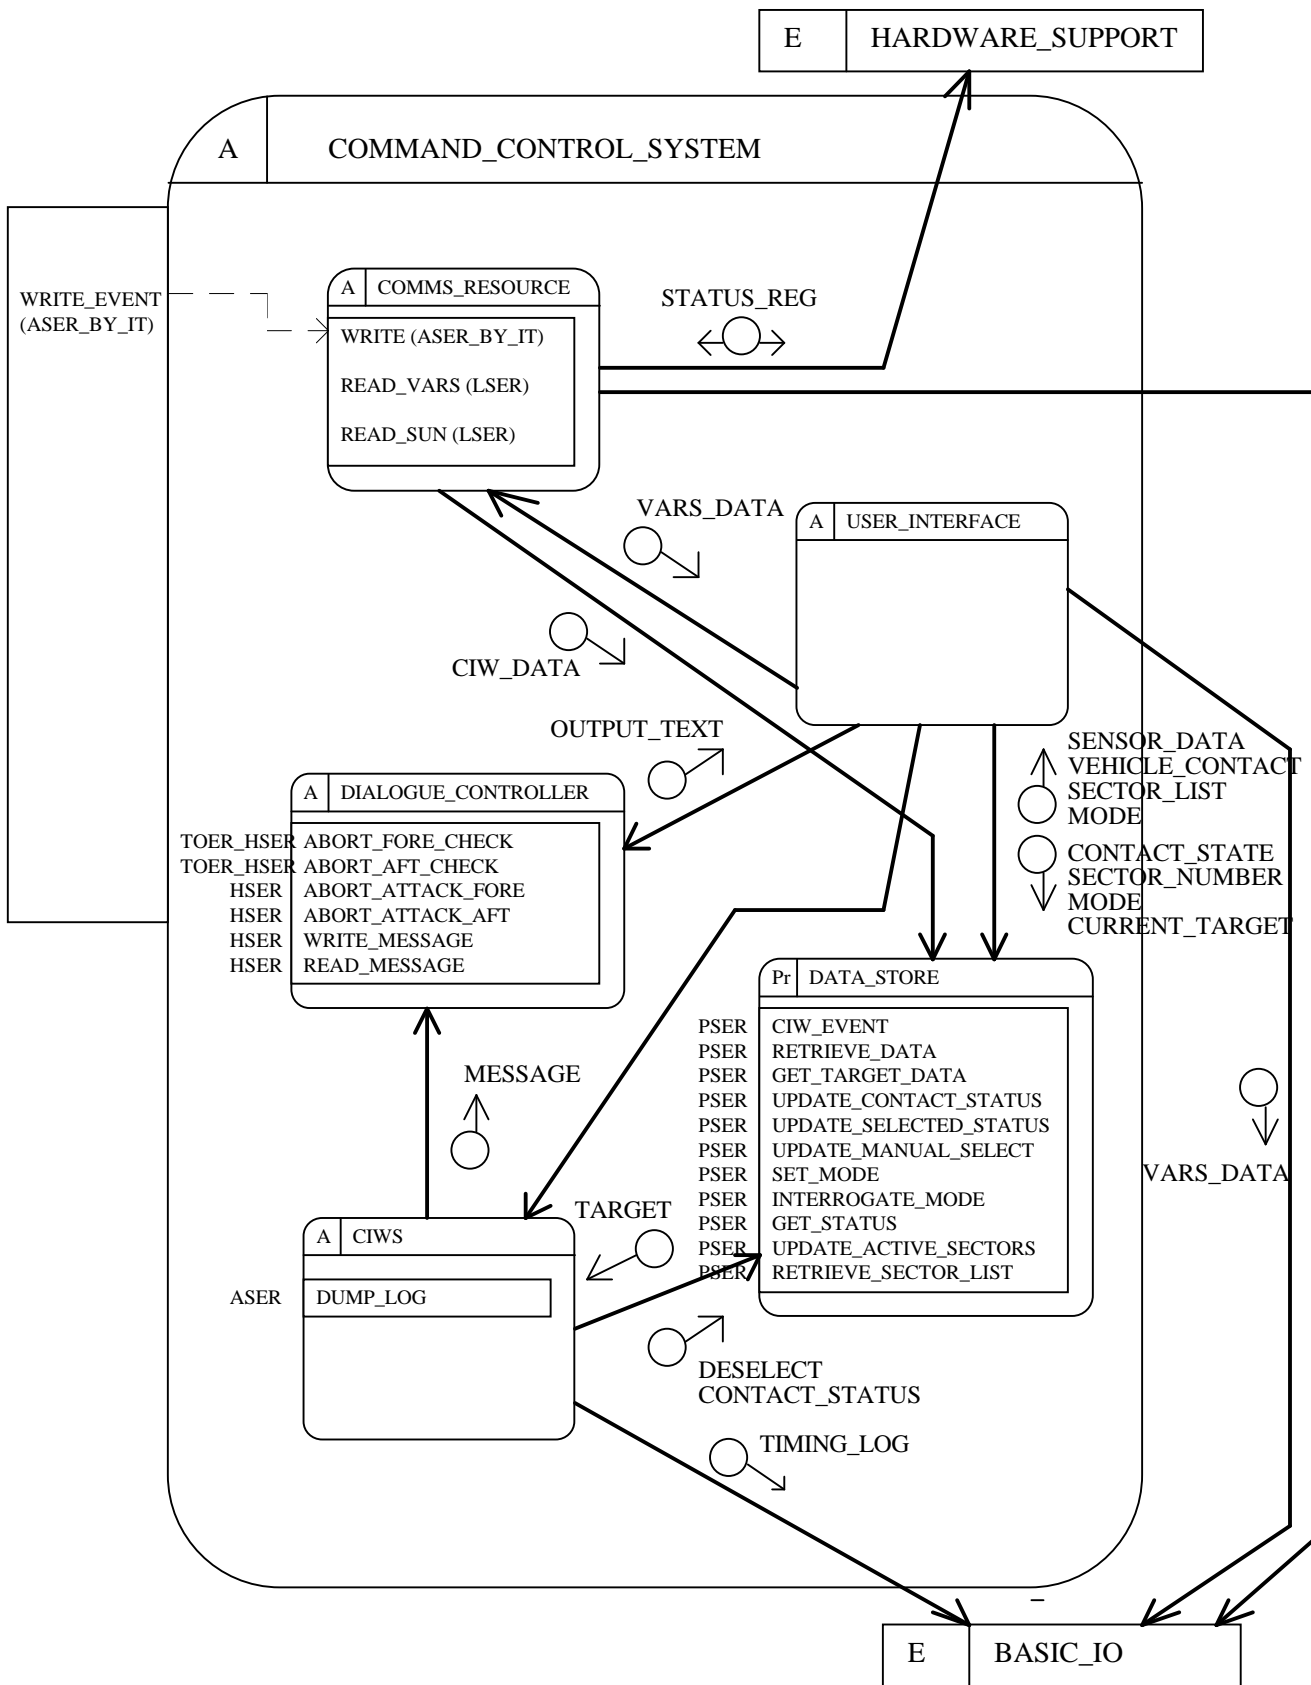 E HARDWARE_SUPPORT
A COMMAND_CONTROL_SYSTEM
WRITE_EVENT
(ASER_BY_IT)
A COMMS_RESOURCE
WRITE (ASER_BY_IT)
READ_VARS (LSER)
READ_SUN (LSER)
STATUS_REG
VARS_DATA
A USER_INTERFACE
CIW_DATA
OUTPUT_TEXT
SENSOR_DATA
VEHICLE_CONTACT
SECTOR_LIST
MODE
CONTACT_STATE
SECTOR_NUMBER
MODE
CURRENT_TARGET
A DIALOGUE_CONTROLLER
TOER_HSER ABORT_FORE_CHECK
TOER_HSER ABORT_AFT_CHECK
HSER ABORT_ATTACK_FORE
HSER ABORT_ATTACK_AFT
HSER WRITE_MESSAGE
HSER READ_MESSAGE
Pr DATA_STORE
PSER CIW_EVENT
PSER RETRIEVE_DATA
PSER GET_TARGET_DATA
PSER UPDATE_CONTACT_STATUS
PSER UPDATE_SELECTED_STATUS
PSER UPDATE_MANUAL_SELECT
PSER SET_MODE
PSER INTERROGATE_MODE
PSER GET_STATUS
PSER UPDATE_ACTIVE_SECTORS
PSER RETRIEVE_SECTOR_LIST
MESSAGE
VARS_DATA
TARGET
A CIWS
ASER DUMP_LOG
DESELECT
CONTACT_STATUS
TIMING_LOG
E BASIC_IO